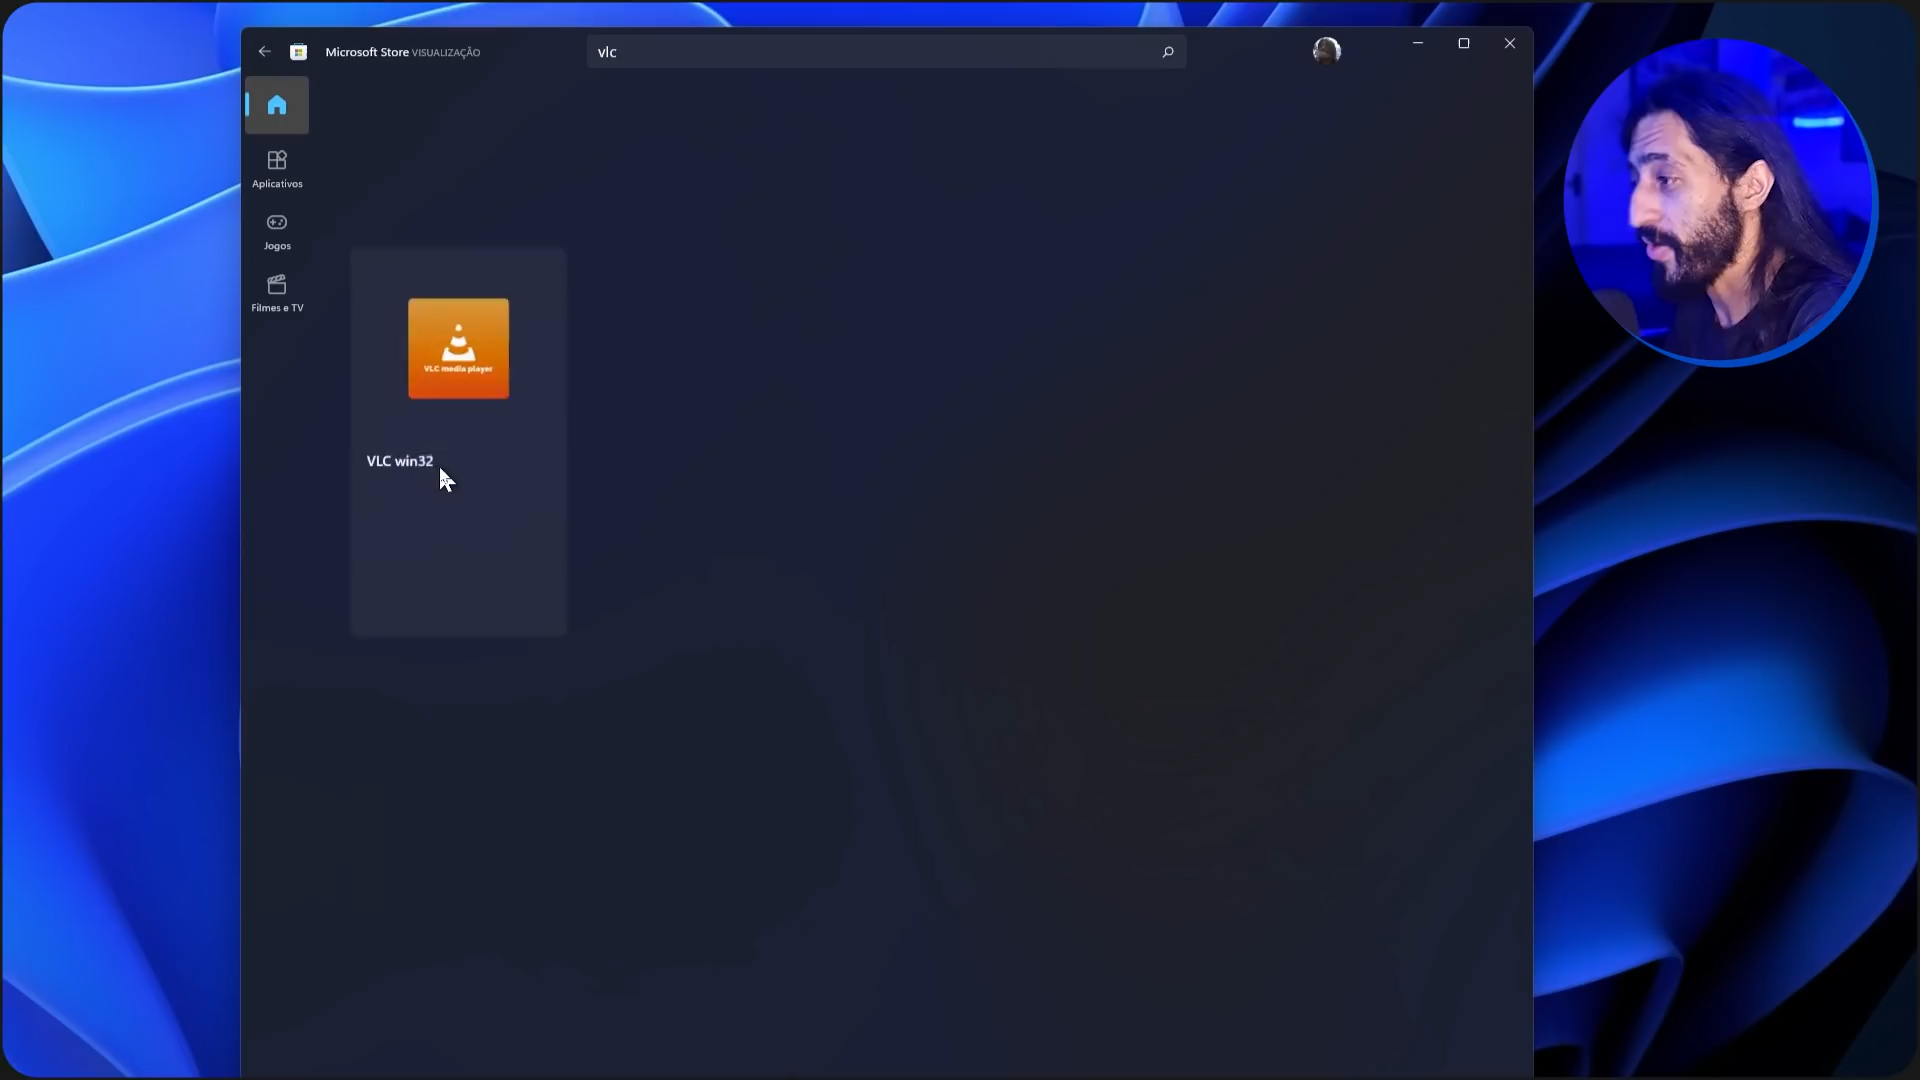 Microsoft Store VISUALIZAÇÃO
vlc
Aplicativos
Jogos
Filmes e TV
VLC media player
VLC win32